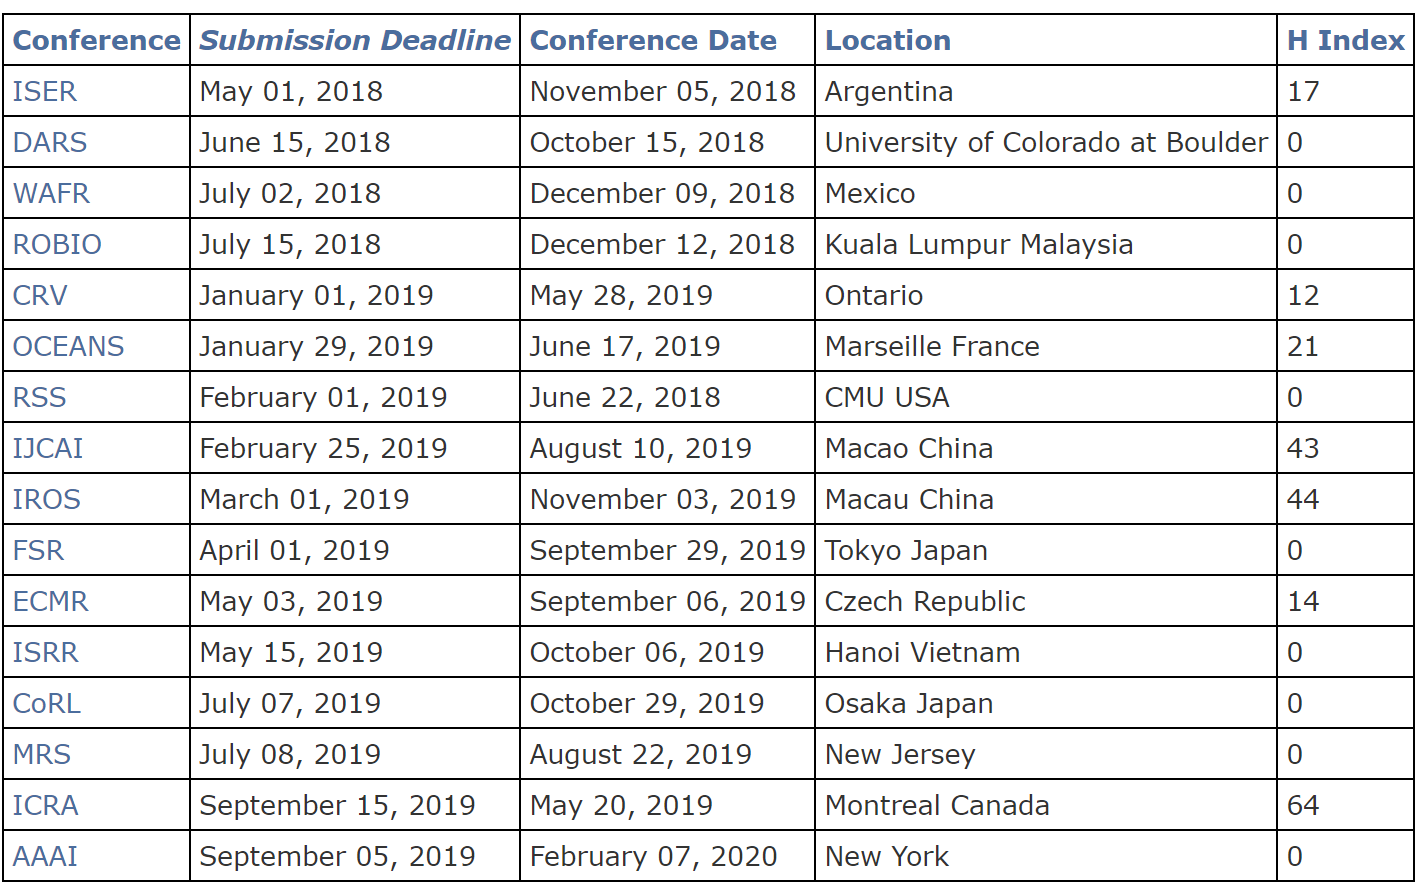 Conference Submission Deadline Conference Date Location H Index
ISER May 01, 2018 November 05, 2018 Argentina 17
DARS June 15, 2018 October 15, 2018 University of Colorado at Boulder 0
WAFR July 02, 2018 December 09, 2018 Mexico 0
ROBIO July 15, 2018 December 12, 2018 Kuala Lumpur Malaysia 0
CRV January 01, 2019 May 28, 2019 Ontario 12
OCEANS January 29, 2019 June 17, 2019 Marseille France 21
RSS February 01, 2019 June 22, 2018 CMU USA 0
IJCAI February 25, 2019 August 10, 2019 Macao China 43
IROS March 01, 2019 November 03, 2019 Macau China 44
FSR April 01, 2019 September 29, 2019 Tokyo Japan 0
ECMR May 03, 2019 September 06, 2019 Czech Republic 14
ISRR May 15, 2019 October 06, 2019 Hanoi Vietnam 0
CoRL July 07, 2019 October 29, 2019 Osaka Japan 0
MRS July 08, 2019 August 22, 2019 New Jersey 0
ICRA September 15, 2019 May 20, 2019 Montreal Canada 64
AAAI September 05, 2019 February 07, 2020 New York 0